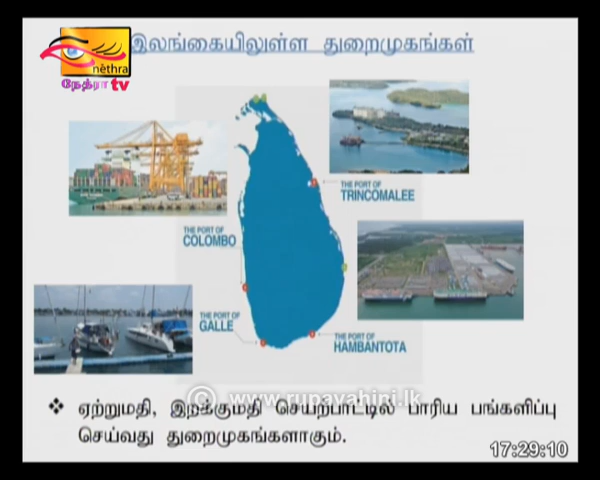 இலங்கையிலுள்ள துறைமுகங்கள்
nethra
நேத்ரா tv
THE PORT OF
TRINCOMALEE
THE PORT OF
COLOMBO
THE PORT OF
GALLE
THE PORT OF
HAMBANTOTA
© www.rupavahini.lk
❖ ஏற்றுமதி, இறக்குமதி செயற்பாட்டில் பாரிய பங்களிப்பு
செய்வது துறைமுகங்களாகும்.
17:29:10